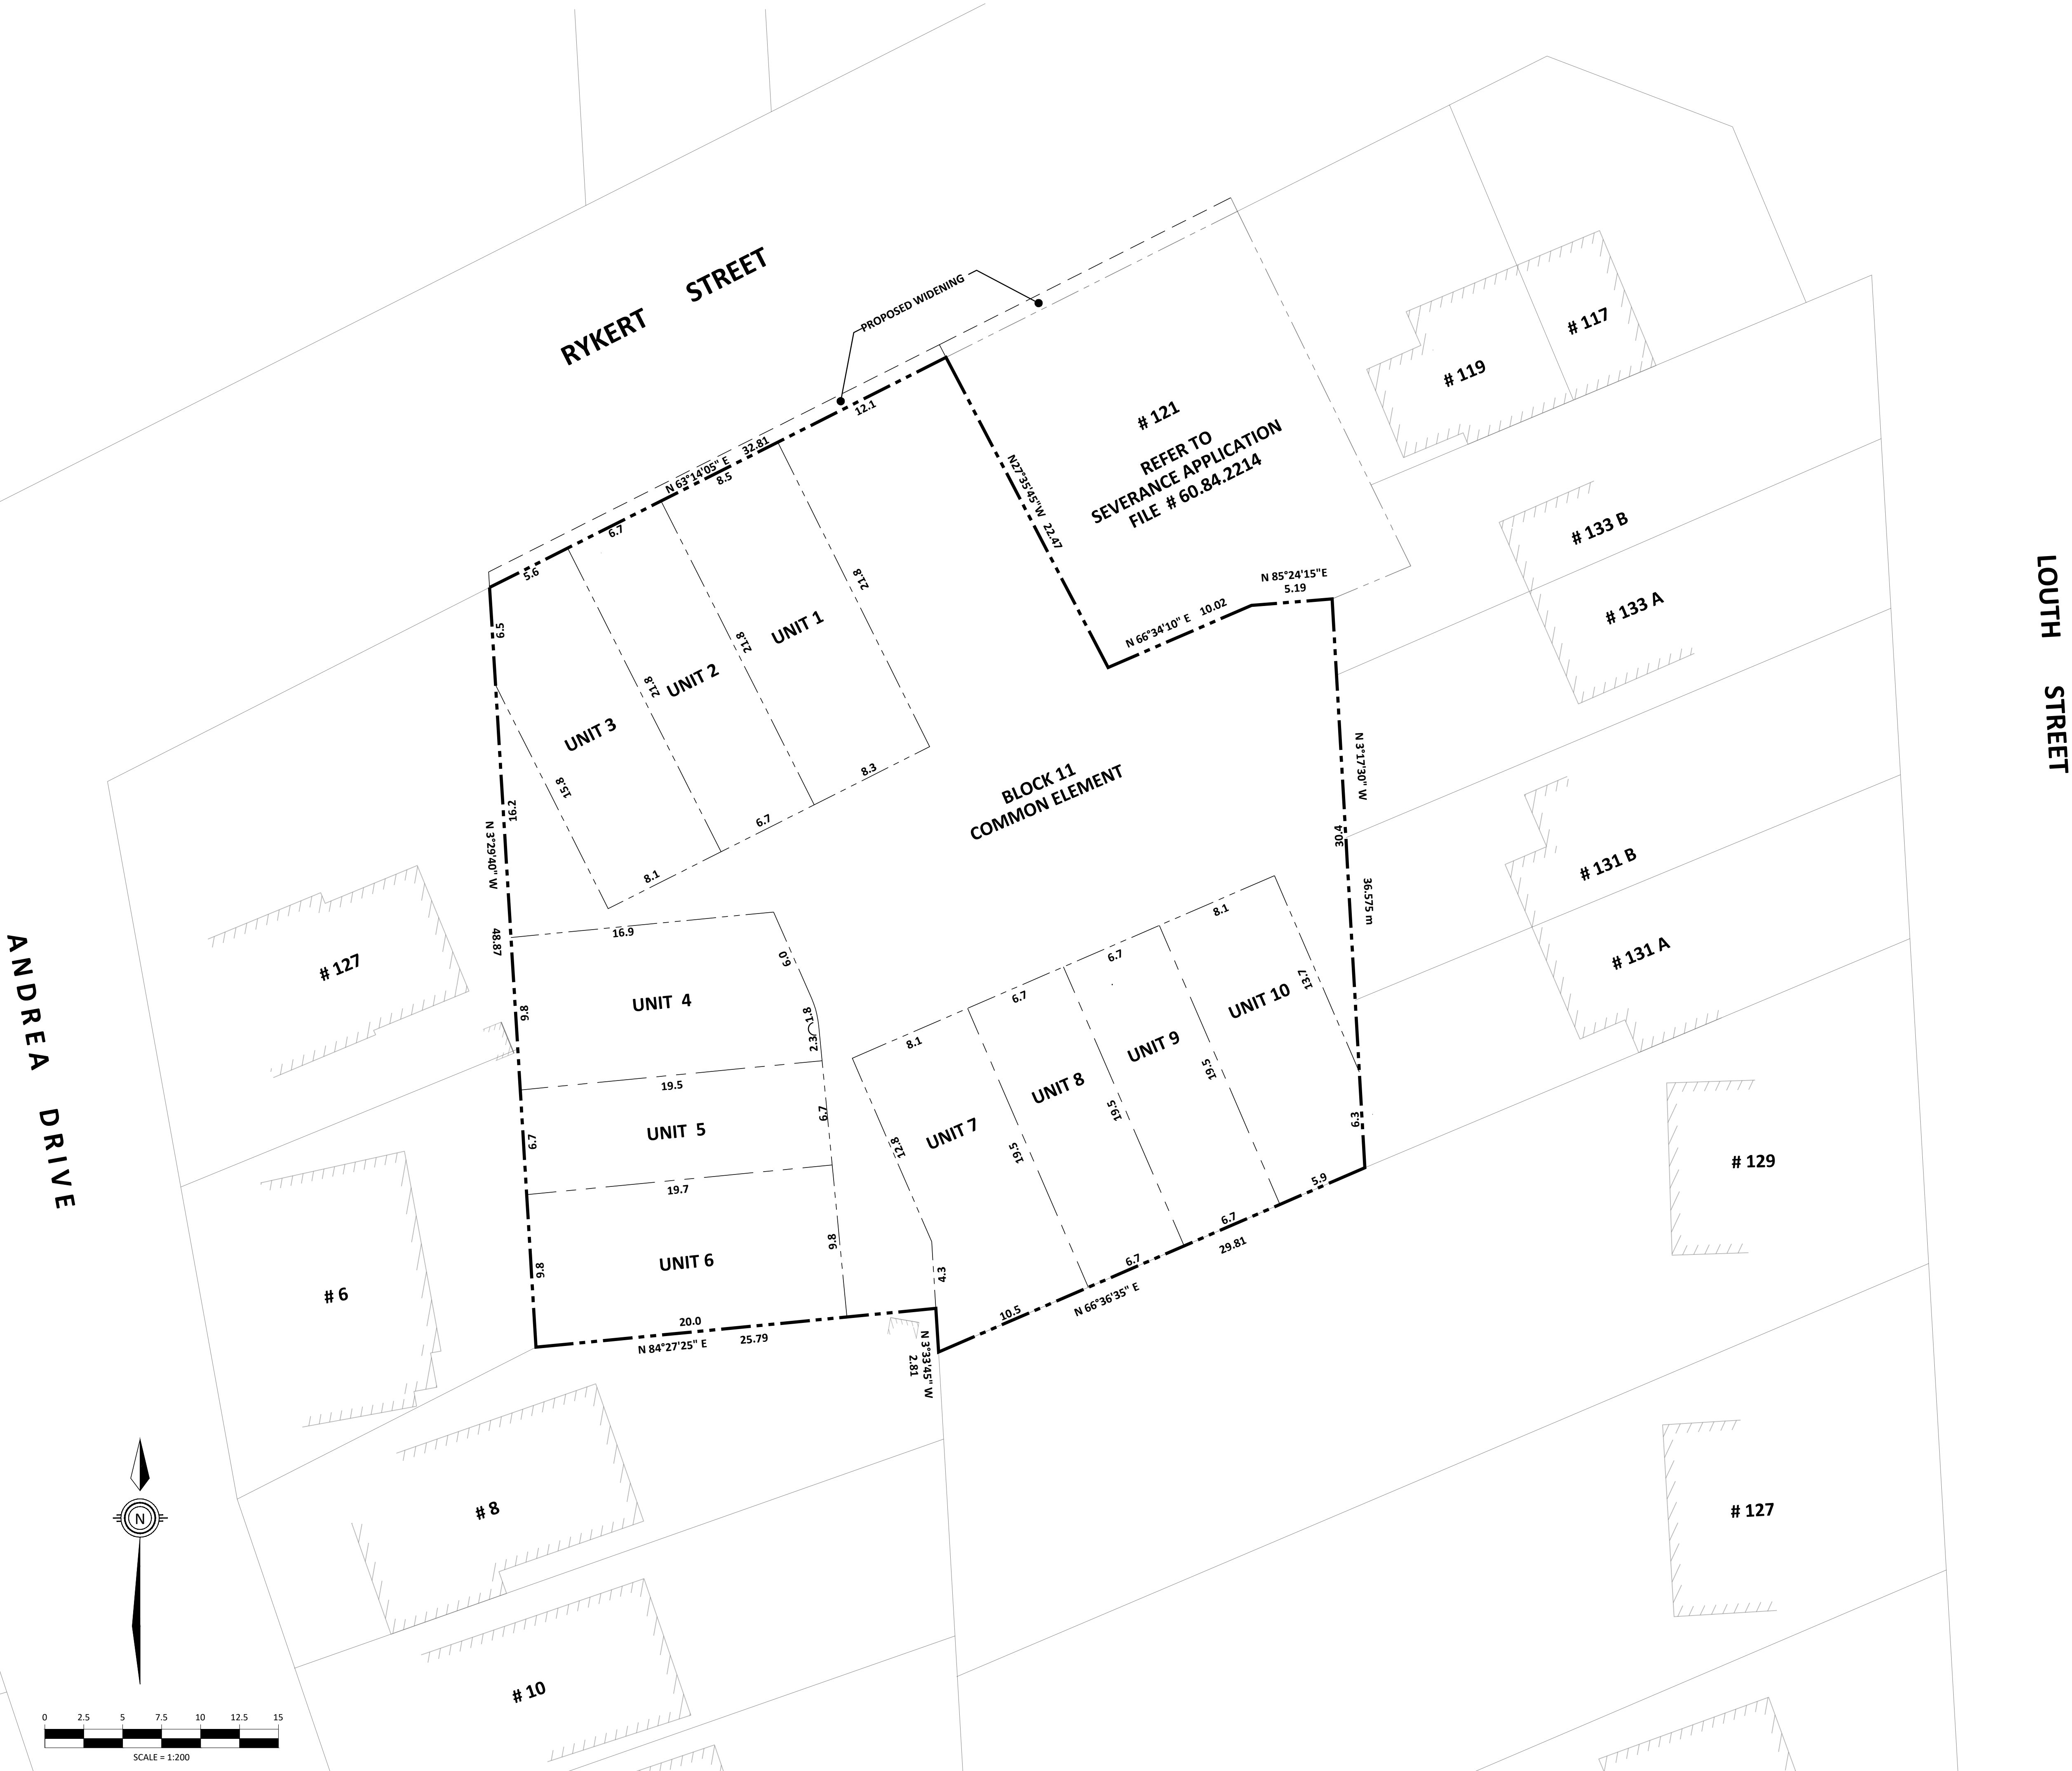 RYKERT STREET
PROPOSED WIDENING
12.1
32.81
N 63°14'05" E
8.5
6.7
5.6
# 121
REFER TO
SEVERANCE APPLICATION
FILE # 60.84.2214
N27°35'45"W 22.47
N 66°34'10" E 10.02
N 85°24'15"E
5.19
# 117
# 119
# 133 B
# 133 A
LOUTH STREET
6.5
21.8
21.8
21.8
UNIT 1
UNIT 2
UNIT 3
15.8
16.2
8.3
6.7
8.1
N 3°29'40" W
48.87
BLOCK 11
COMMON ELEMENT
N 3°17'30" W
30.4
36.575 m
# 131 B
# 131 A
ANDREA DRIVE
# 127
16.9
6.0
1.8
2.3
UNIT 4
9.8
19.5
6.7
UNIT 5
6.7
19.7
UNIT 6
9.8
9.8
20.0
N 84°27'25" E 25.79
8.1
6.7
6.7
8.1
UNIT 7
UNIT 8
UNIT 9
UNIT 10
12.8
19.5
19.5
19.5
13.7
6.3
4.3
10.5
6.7
6.7
5.9
N 66°36'35" E
29.81
N 3°33'45" W
2.81
# 129
# 127
# 6
# 8
# 10
N
0 2.5 5 7.5 10 12.5 15
SCALE = 1:200